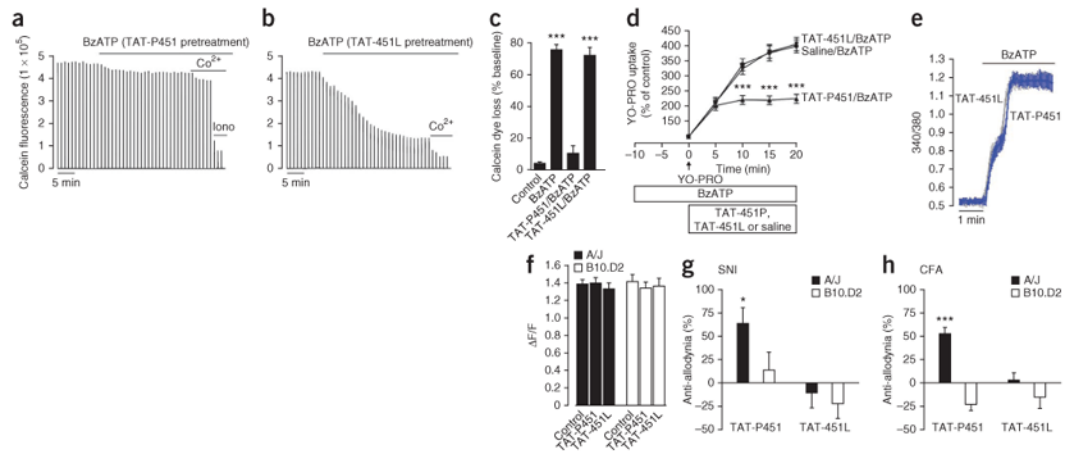 a
BzATP (TAT-P451 pretreatment)
Co2+
Iono
Calcein fluorescence (1 × 10⁵)
5
4
3
2
1
0
5 min
b
BzATP (TAT-451L pretreatment)
Co2+
5
4
3
2
1
0
5 min
c
Calcein dye loss (% baseline)
80
70
60
50
40
30
20
10
0
***
***
Control
BzATP
TAT-P451/BzATP
TAT-451L/BzATP
d
YO-PRO uptake
(% of control)
450
400
350
300
250
200
150
100
50
0
TAT-451L/BzATP
Saline/BzATP
*** *** ***
TAT-P451/BzATP
–10 –5 0 5 10 15 20
Time (min)
YO-PRO
BzATP
TAT-451P,
TAT-451L or saline
e
BzATP
340/380
1.3
1.2
1.1
1.0
0.9
0.8
0.7
0.6
0.5
TAT-451L
TAT-P451
1 min
f
A/J
B10.D2
ΔF/F
1.6
1.4
1.2
1.0
0.8
0.6
0.4
0.2
0
Control
TAT-P451
TAT-451L
Control
TAT-P451
TAT-451L
g
SNI
A/J
B10.D2
Anti-allodynia (%)
100
75
50
25
0
–25
–50
*
TAT-P451 TAT-451L
h
CFA
A/J
B10.D2
Anti-allodynia (%)
100
75
50
25
0
–25
–50
***
TAT-P451 TAT-451L